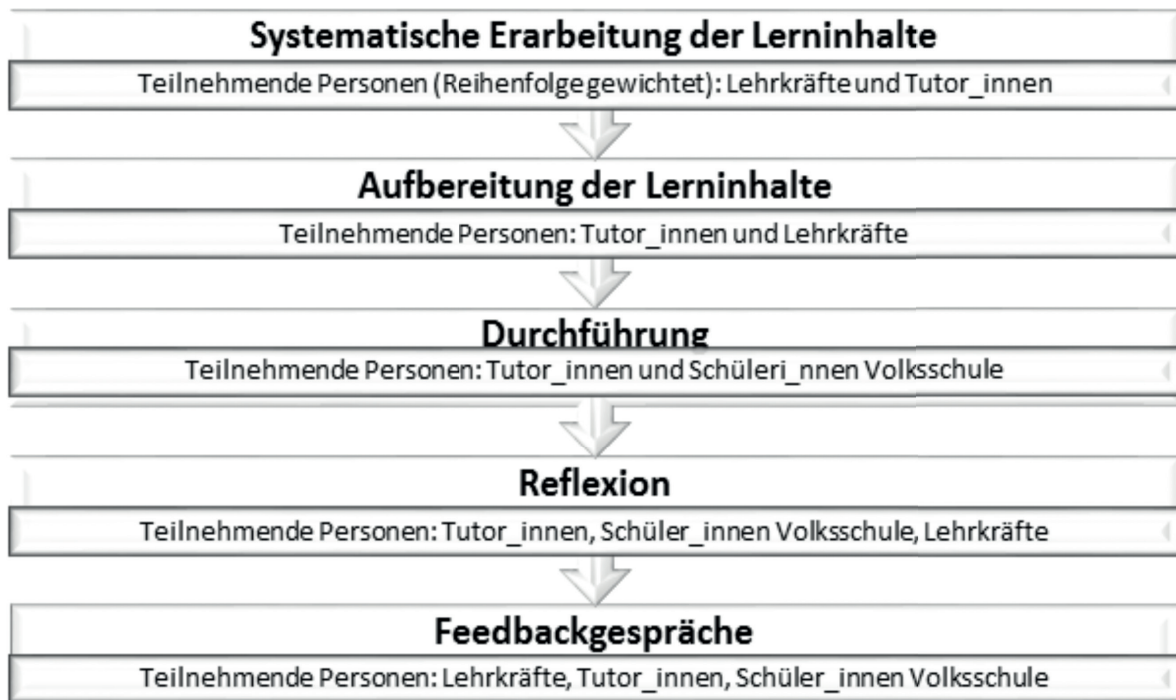 Systematische Erarbeitung der Lerninhalte
Teilnehmende Personen (Reihenfolge gewichtet): Lehrkräfte und Tutor_innen
Aufbereitung der Lerninhalte
Teilnehmende Personen: Tutor_innen und Lehrkräfte
Durchführung
Teilnehmende Personen: Tutor_innen und Schüleri_nnen Volksschule
Reflexion
Teilnehmende Personen: Tutor_innen, Schüler_innen Volksschule, Lehrkräfte
Feedbackgespräche
Teilnehmende Personen: Lehrkräfte, Tutor_innen, Schüler_innen Volksschule